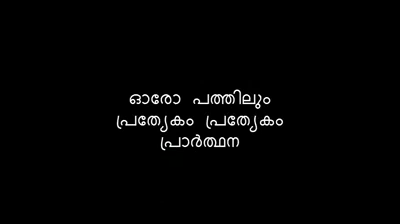 ഓരോ പത്തിലും
പ്രത്യേകം പ്രത്യേകം
പ്രാർത്ഥന